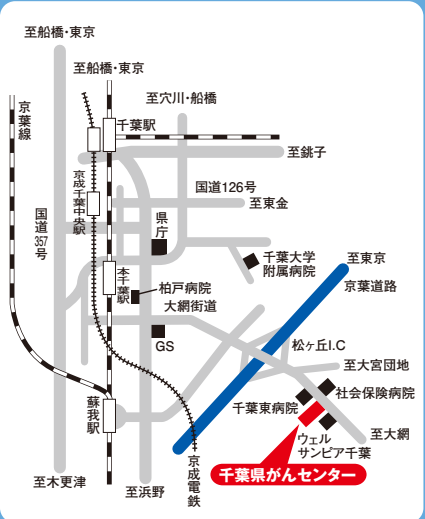 至船橋・東京
至船橋・東京
至穴川・船橋
京葉線
千葉駅
至銚子
京成千葉中央駅
国道126号
至東金
国道357号
県庁
千葉大学
附属病院
至東京
京葉道路
本千葉駅
柏戸病院
大網街道
GS
松ヶ丘I.C
至大宮団地
社会保険病院
千葉東病院
蘇我駅
ウェル
サンピア千葉
至大網
京成電鉄
千葉県がんセンター
至木更津
至浜野